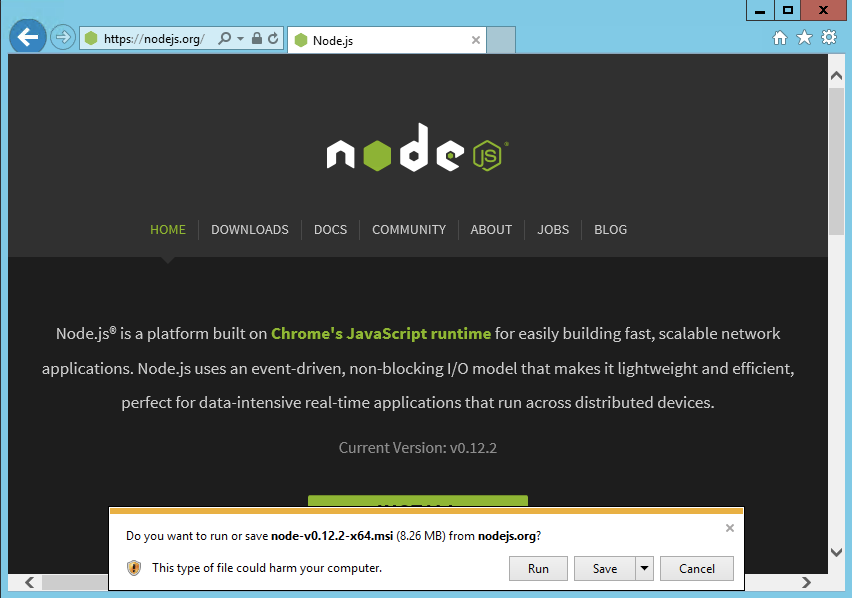 https://nodejs.org/
Node.js
node JS
HOME DOWNLOADS DOCS COMMUNITY ABOUT JOBS BLOG
Node.js® is a platform built on Chrome's JavaScript runtime for easily building fast, scalable network
applications. Node.js uses an event-driven, non-blocking I/O model that makes it lightweight and efficient,
perfect for data-intensive real-time applications that run across distributed devices.
Current Version: v0.12.2
Do you want to run or save node-v0.12.2-x64.msi (8.26 MB) from nodejs.org?
This type of file could harm your computer.
Run Save Cancel